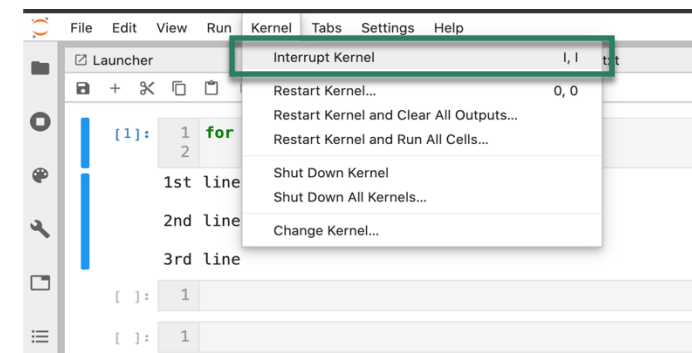 File Edit View Run Kernel Tabs Settings Help
Launcher
Interrupt Kernel I, I
Restart Kernel... 0, 0
Restart Kernel and Clear All Outputs...
Restart Kernel and Run All Cells...
Shut Down Kernel
Shut Down All Kernels...
Change Kernel...
[1]: 1 for
2
1st line
2nd line
3rd line
[ ]: 1
[ ]: 1